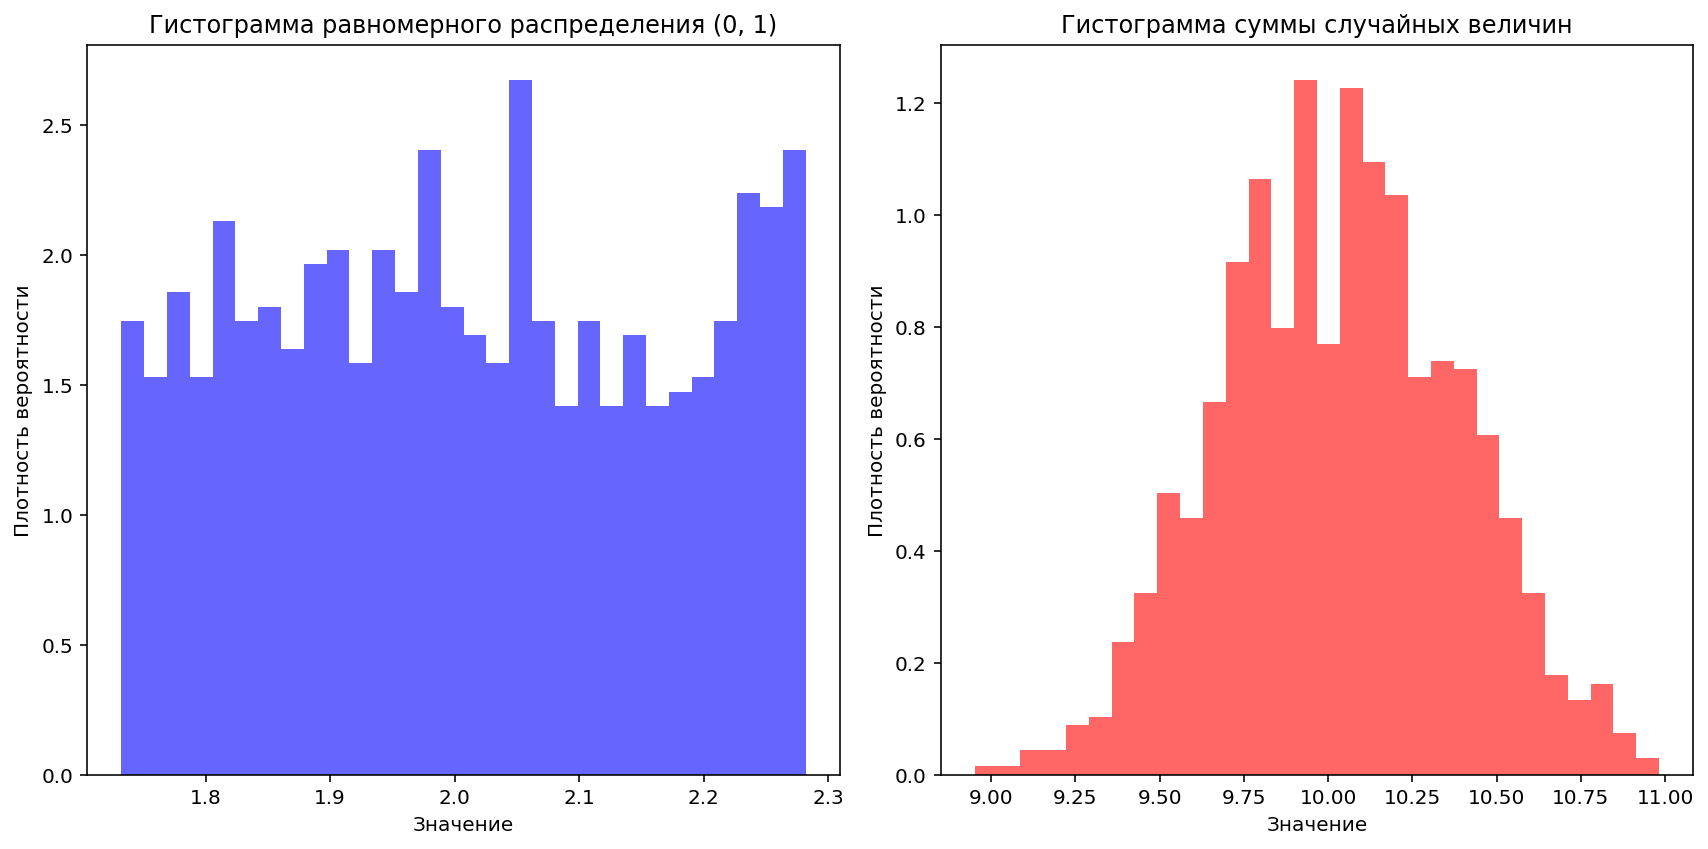 Гистограмма равномерного распределения (0, 1)
Плотность вероятности
2.5
2.0
1.5
1.0
0.5
0.0
1.8 1.9 2.0 2.1 2.2 2.3
Значение
Гистограмма суммы случайных величин
Плотность вероятности
1.2
1.0
0.8
0.6
0.4
0.2
0.0
9.00 9.25 9.50 9.75 10.00 10.25 10.50 10.75 11.00
Значение